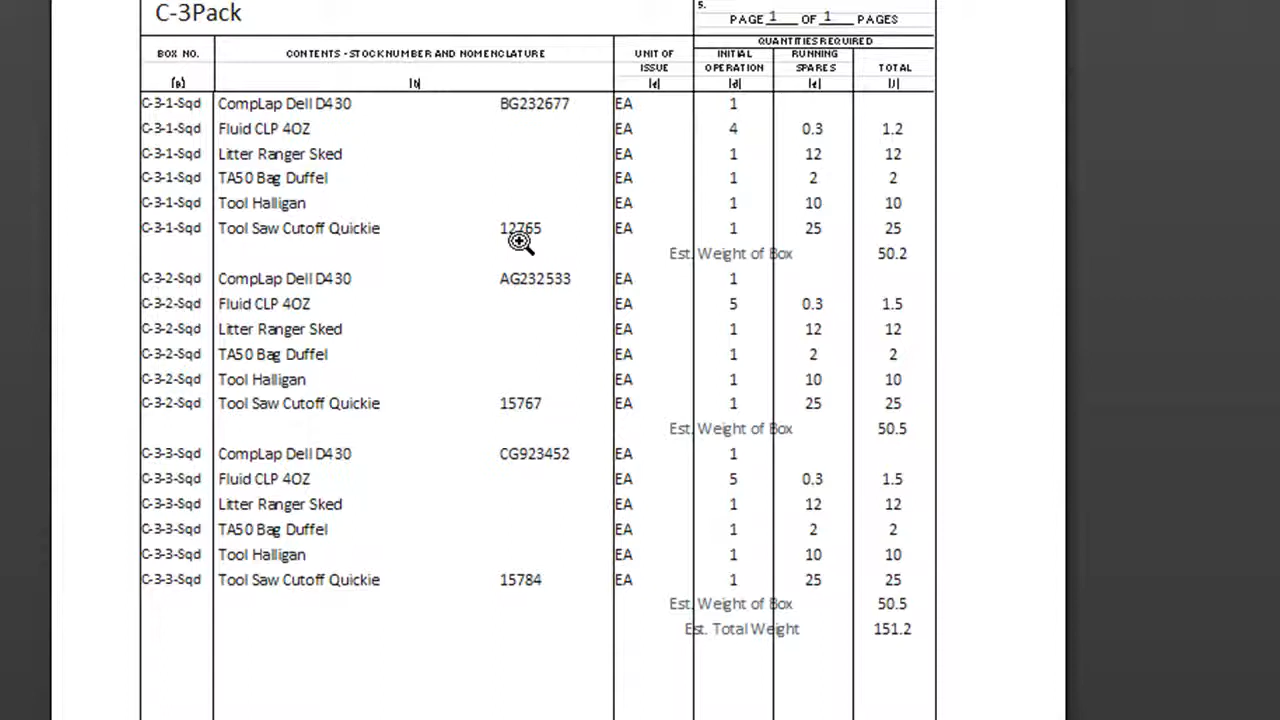 C-3Pack
5.
PAGE 1 OF 1 PAGES
QUANTITIES REQUIRED
BOX NO. CONTENTS - STOCK NUMBER AND NOMENCLATURE UNIT OF ISSUE INITIAL OPERATION RUNNING SPARES TOTAL
C-3-1-Sqd CompLap Dell D430 BG232677 EA 1
C-3-1-Sqd Fluid CLP 4OZ EA 4 0.3 1.2
C-3-1-Sqd Litter Ranger Sked EA 1 12 12
C-3-1-Sqd TA50 Bag Duffel EA 1 2 2
C-3-1-Sqd Tool Halligan EA 1 10 10
C-3-1-Sqd Tool Saw Cutoff Quickie 12765 EA 1 25 25
Est. Weight of Box 50.2
C-3-2-Sqd CompLap Dell D430 AG232533 EA 1
C-3-2-Sqd Fluid CLP 4OZ EA 5 0.3 1.5
C-3-2-Sqd Litter Ranger Sked EA 1 12 12
C-3-2-Sqd TA50 Bag Duffel EA 1 2 2
C-3-2-Sqd Tool Halligan EA 1 10 10
C-3-2-Sqd Tool Saw Cutoff Quickie 15767 EA 1 25 25
Est. Weight of Box 50.5
C-3-3-Sqd CompLap Dell D430 CG923452 EA 1
C-3-3-Sqd Fluid CLP 4OZ EA 5 0.3 1.5
C-3-3-Sqd Litter Ranger Sked EA 1 12 12
C-3-3-Sqd TA50 Bag Duffel EA 1 2 2
C-3-3-Sqd Tool Halligan EA 1 10 10
C-3-3-Sqd Tool Saw Cutoff Quickie 15784 EA 1 25 25
Est. Weight of Box 50.5
Est. Total Weight 151.2